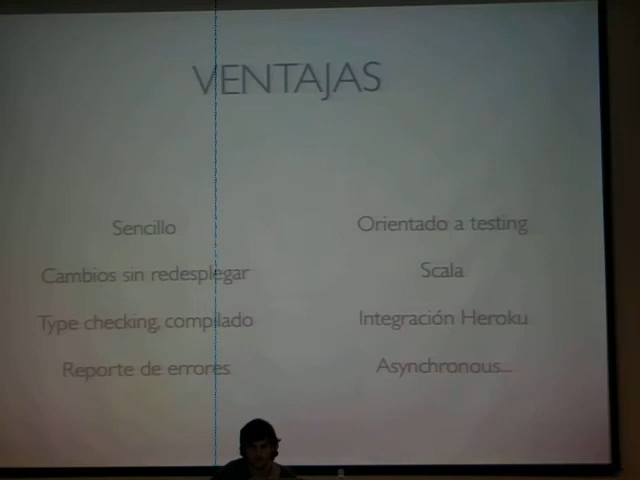 VENTAJAS
Sencillo
Cambios sin redesplegar
Type checking, compilado
Reporte de errores
Orientado a testing
Scala
Integración Heroku
Asynchronous...